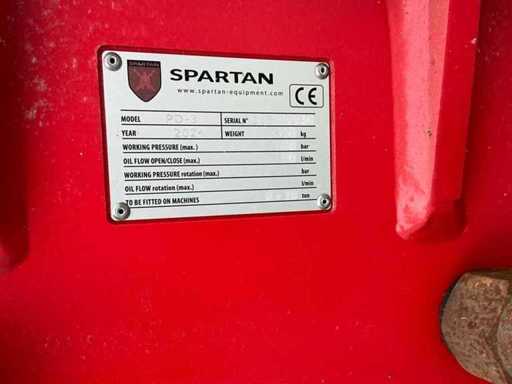 SPARTAN
SPARTAN
www.spartan-equipment.com
CE
MODEL SERIAL N°
YEAR 2024 WEIGHT kg
WORKING PRESSURE (max.) bar
OIL FLOW OPEN/CLOSE (max.) l/min
WORKING PRESSURE rotation (max.) bar
OIL FLOW rotation (max.) l/min
TO BE FITTED ON MACHINES ton